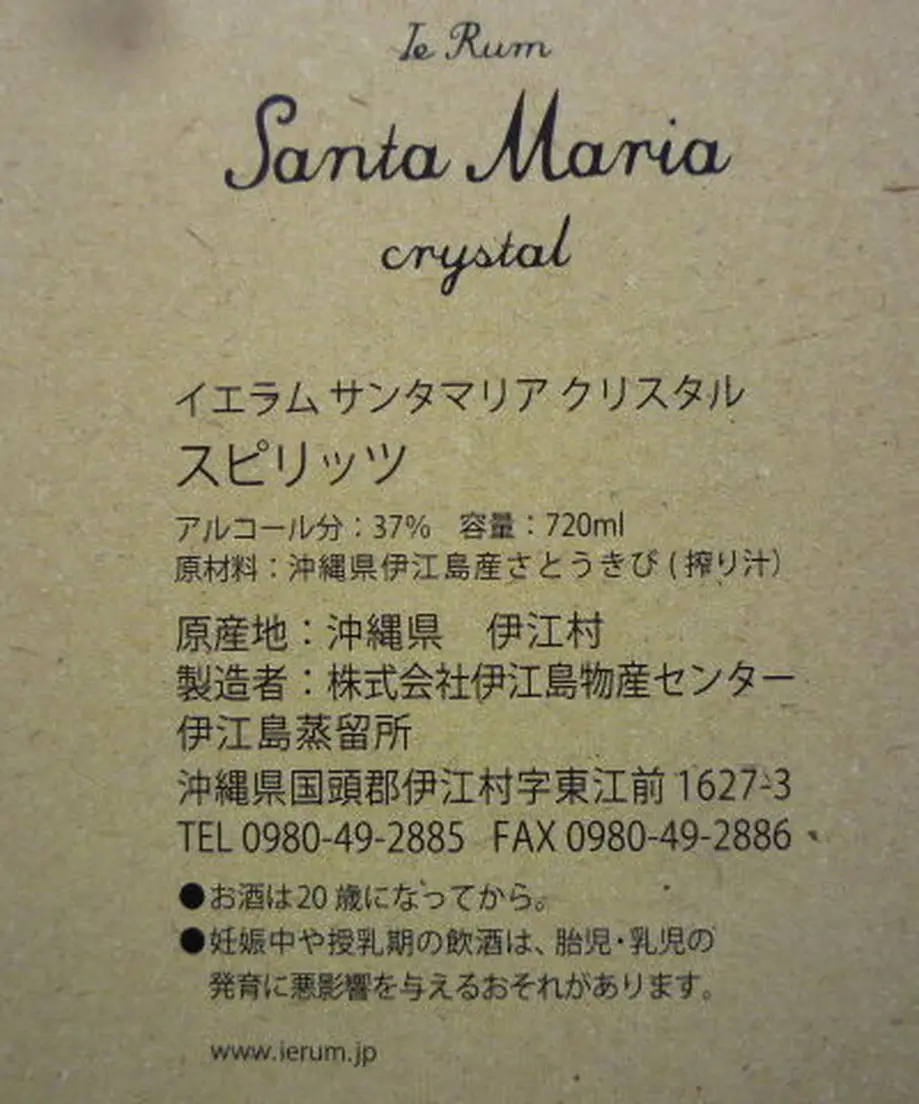 Ie Rum
Santa Maria
crystal
イエラム サンタマリア クリスタル
スピリッツ
アルコール分：37% 容量：720ml
原材料：沖縄県伊江島産さとうきび(搾り汁)
原産地：沖縄県 伊江村
製造者：株式会社伊江島物産センター
伊江島蒸留所
沖縄県国頭郡伊江村字東江前1627-3
TEL 0980-49-2885 FAX 0980-49-2886
●お酒は20歳になってから。
●妊娠中や授乳期の飲酒は、胎児・乳児の
発育に悪影響を与えるおそれがあります。
www.ierum.jp